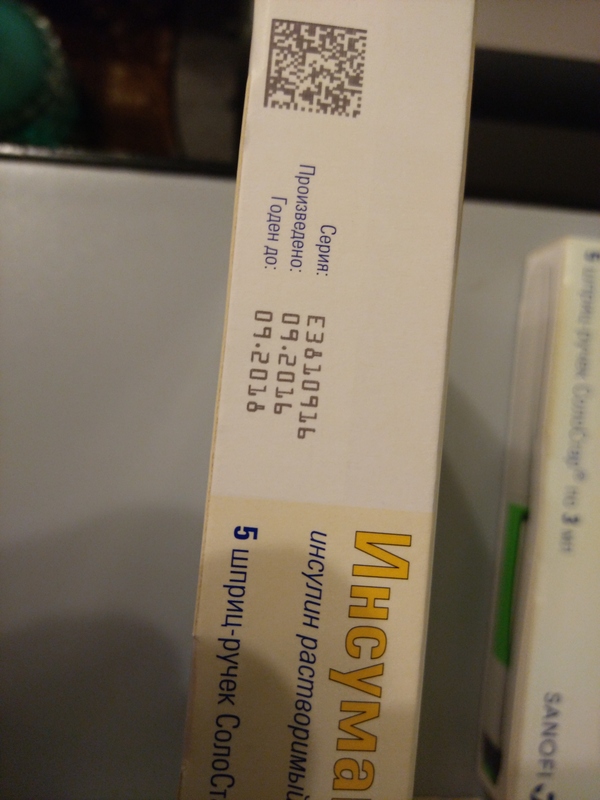 Серия: E3810916
Произведено: 09.2016
Годен до: 09.2018
Инсума
инсулин растворимый
5 шприц-ручек СолоСт
5 шприц-ручек СолоСтар® по 3 мл
SANOFI